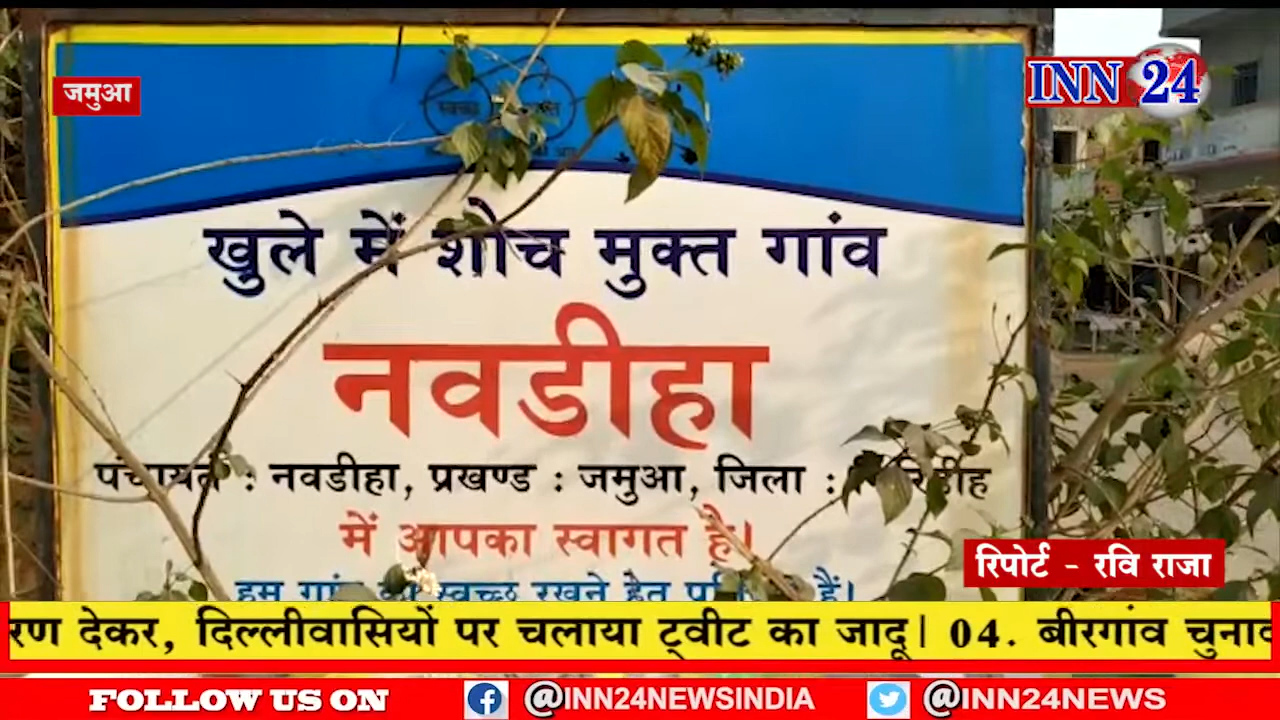 जमुआ
INN 24
खुले में शोच मुक्त गांव
नवडीहा
पंचायत : नवडीहा, प्रखण्ड : जमुआ, जिला :
में आपका स्वागत है।
हम स्वच्छ रखने हेतु हैं।
रिपोर्ट - रवि राजा
रण देकर, दिल्लीवासियों पर चलाया ट्वीट का जादू| 04. बीरगांव चुनाव
FOLLOW US ON @INN24NEWSINDIA @INN24NEWS